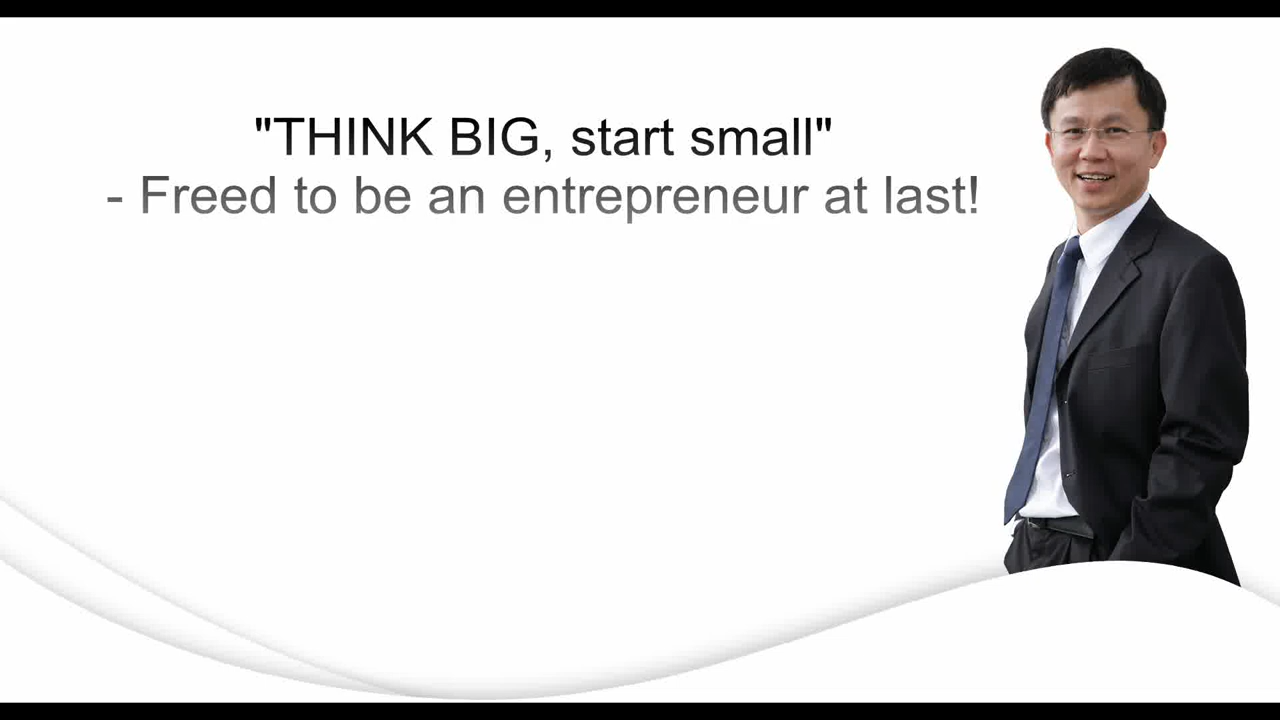 "THINK BIG, start small"
- Freed to be an entrepreneur at last!